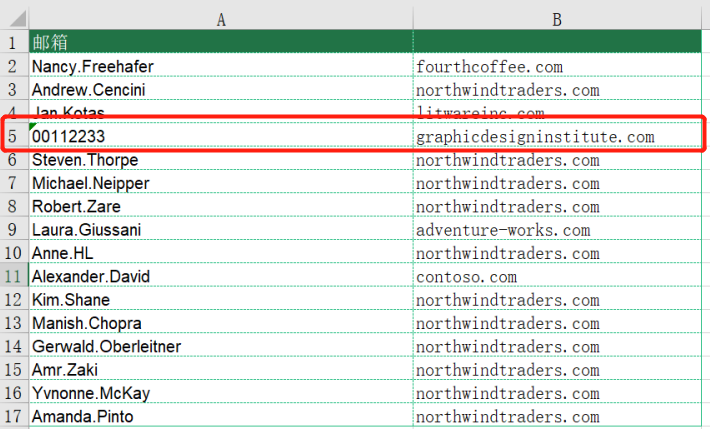 A B
1 邮箱
2 Nancy.Freehafer fourthcoffee.com
3 Andrew.Cencini northwindtraders.com
4 Jan.Kotas litwareinc.com
5 00112233 graphicdesigninstitute.com
6 Steven.Thorpe northwindtraders.com
7 Michael.Neipper northwindtraders.com
8 Robert.Zare northwindtraders.com
9 Laura.Giussani adventure-works.com
10 Anne.HL northwindtraders.com
11 Alexander.David contoso.com
12 Kim.Shane northwindtraders.com
13 Manish.Chopra northwindtraders.com
14 Gerwald.Oberleitner northwindtraders.com
15 Amr.Zaki northwindtraders.com
16 Yvnonne.McKay northwindtraders.com
17 Amanda.Pinto northwindtraders.com